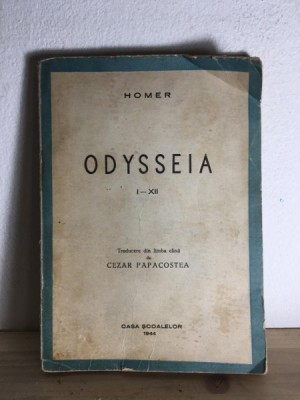 HOMER
ODYSSEIA
I—XII
Traducere din limba elină
de
CEZAR PAPACOSTEA
CASA ȘCOALELOR
1944